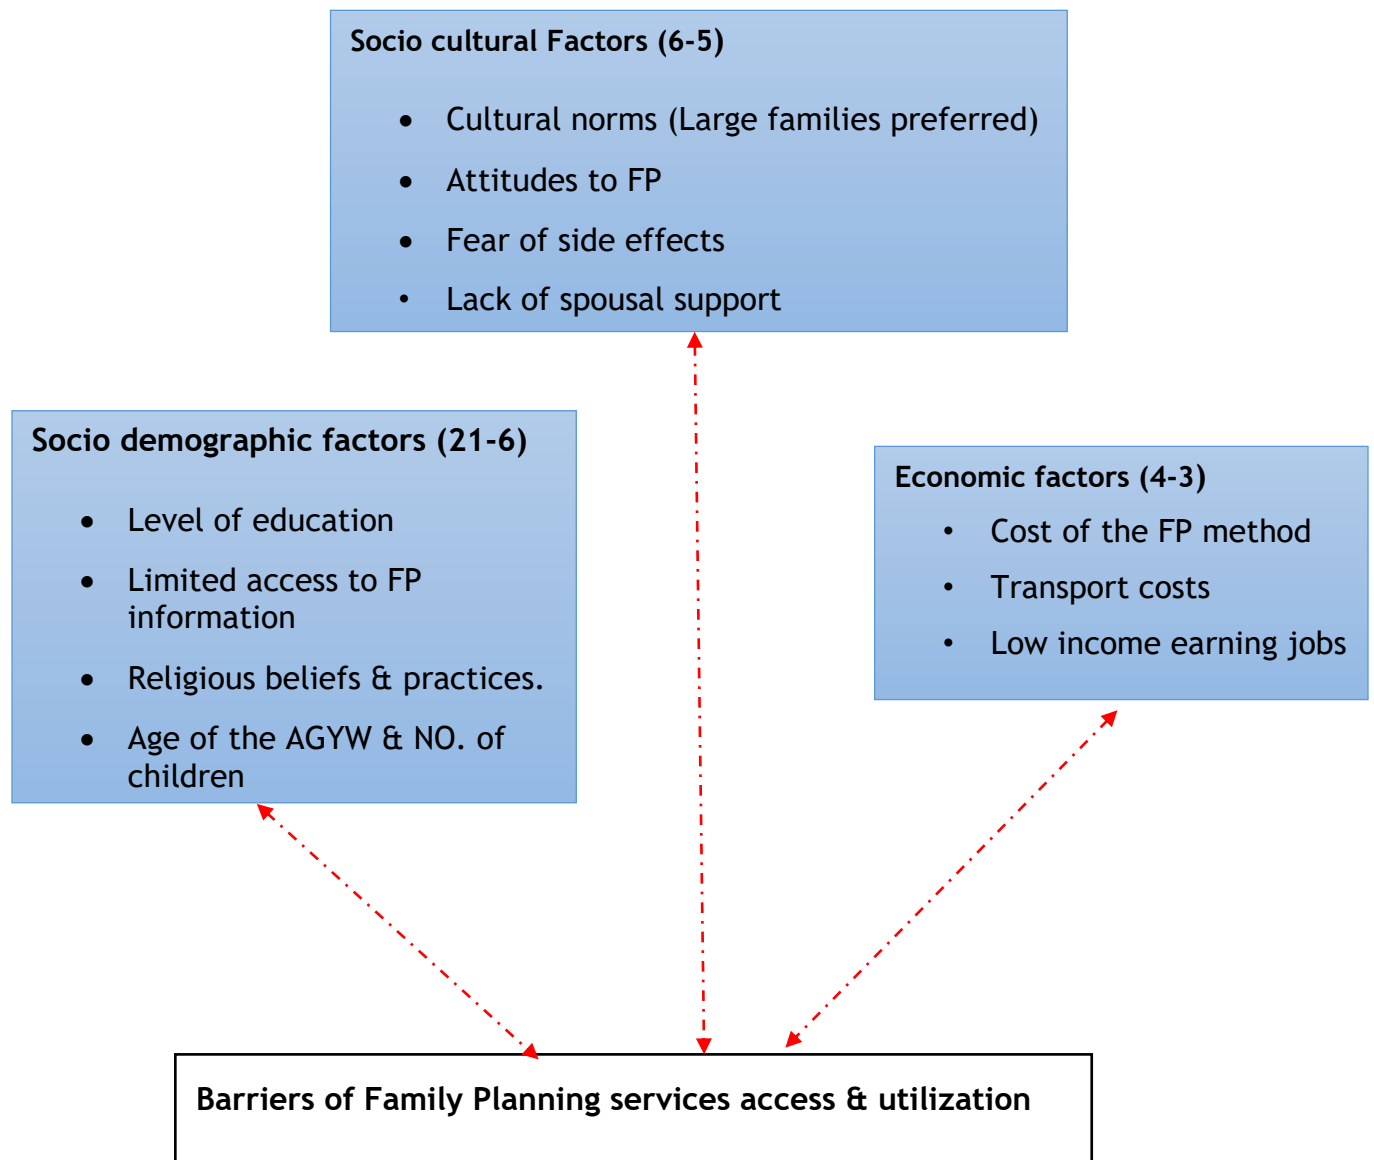 Socio cultural Factors (6-5)
• Cultural norms (Large families preferred)
• Attitudes to FP
• Fear of side effects
• Lack of spousal support
Socio demographic factors (21-6)
• Level of education
• Limited access to FP
information
• Religious beliefs & practices.
• Age of the AGYW & NO. of
children
Economic factors (4-3)
• Cost of the FP method
• Transport costs
• Low income earning jobs
Barriers of Family Planning services access & utilization